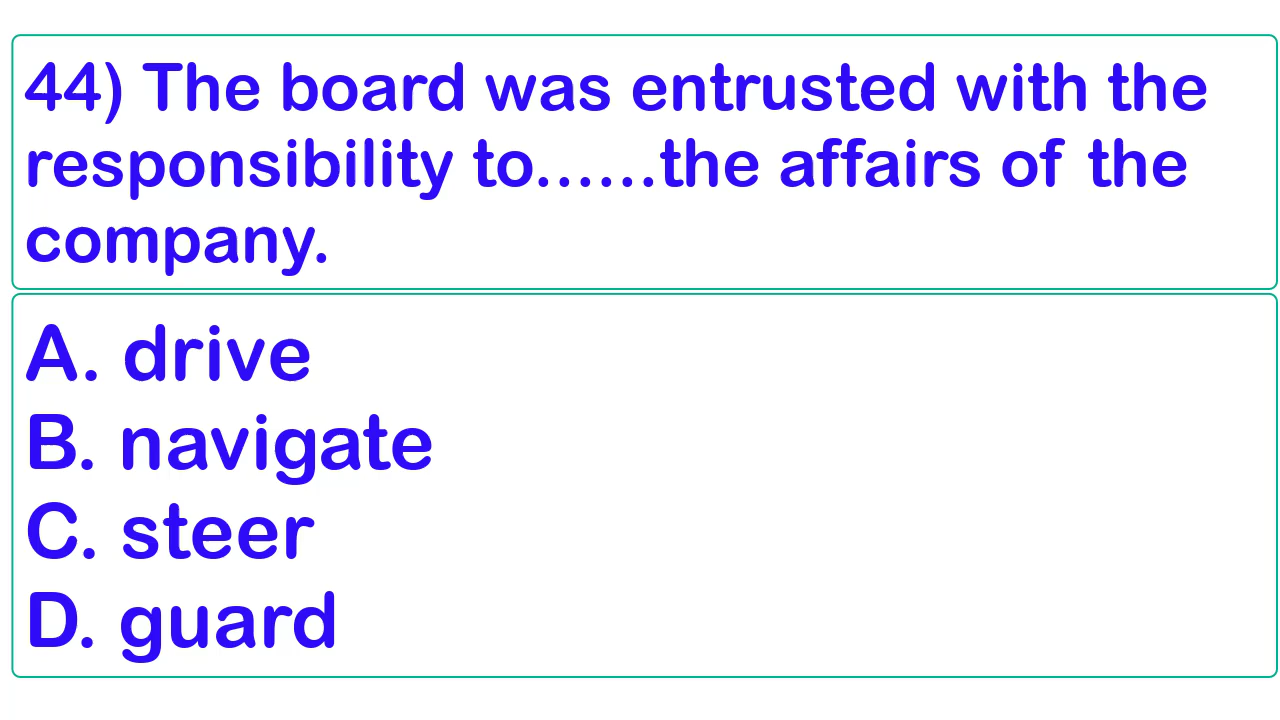 44) The board was entrusted with the
responsibility to......the affairs of the
company.
A. drive
B. navigate
C. steer
D. guard